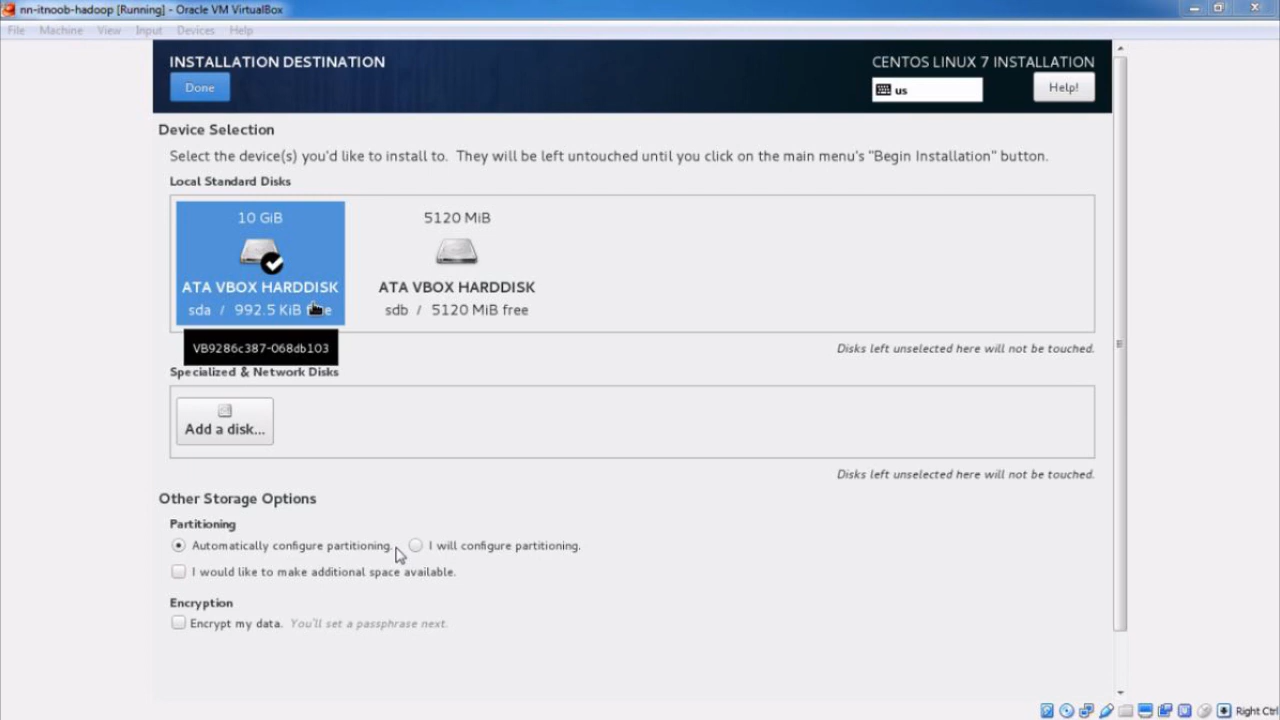 nn-itnoob-hadoop [Running] - Oracle VM VirtualBox
File Machine View Input Devices Help
INSTALLATION DESTINATION
CENTOS LINUX 7 INSTALLATION
Done
us
Help!
Device Selection
Select the device(s) you'd like to install to. They will be left untouched until you click on the main menu's "Begin Installation" button.
Local Standard Disks
10 GiB
ATA VBOX HARDDISK
sda / 992.5 KiB
5120 MiB
ATA VBOX HARDDISK
sdb / 5120 MiB free
VB9286c387-068db103
Disks left unselected here will not be touched.
Specialized & Network Disks
Add a disk...
Disks left unselected here will not be touched.
Other Storage Options
Partitioning
Automatically configure partitioning. I will configure partitioning.
I would like to make additional space available.
Encryption
Encrypt my data. You'll set a passphrase next.
Right Ctrl